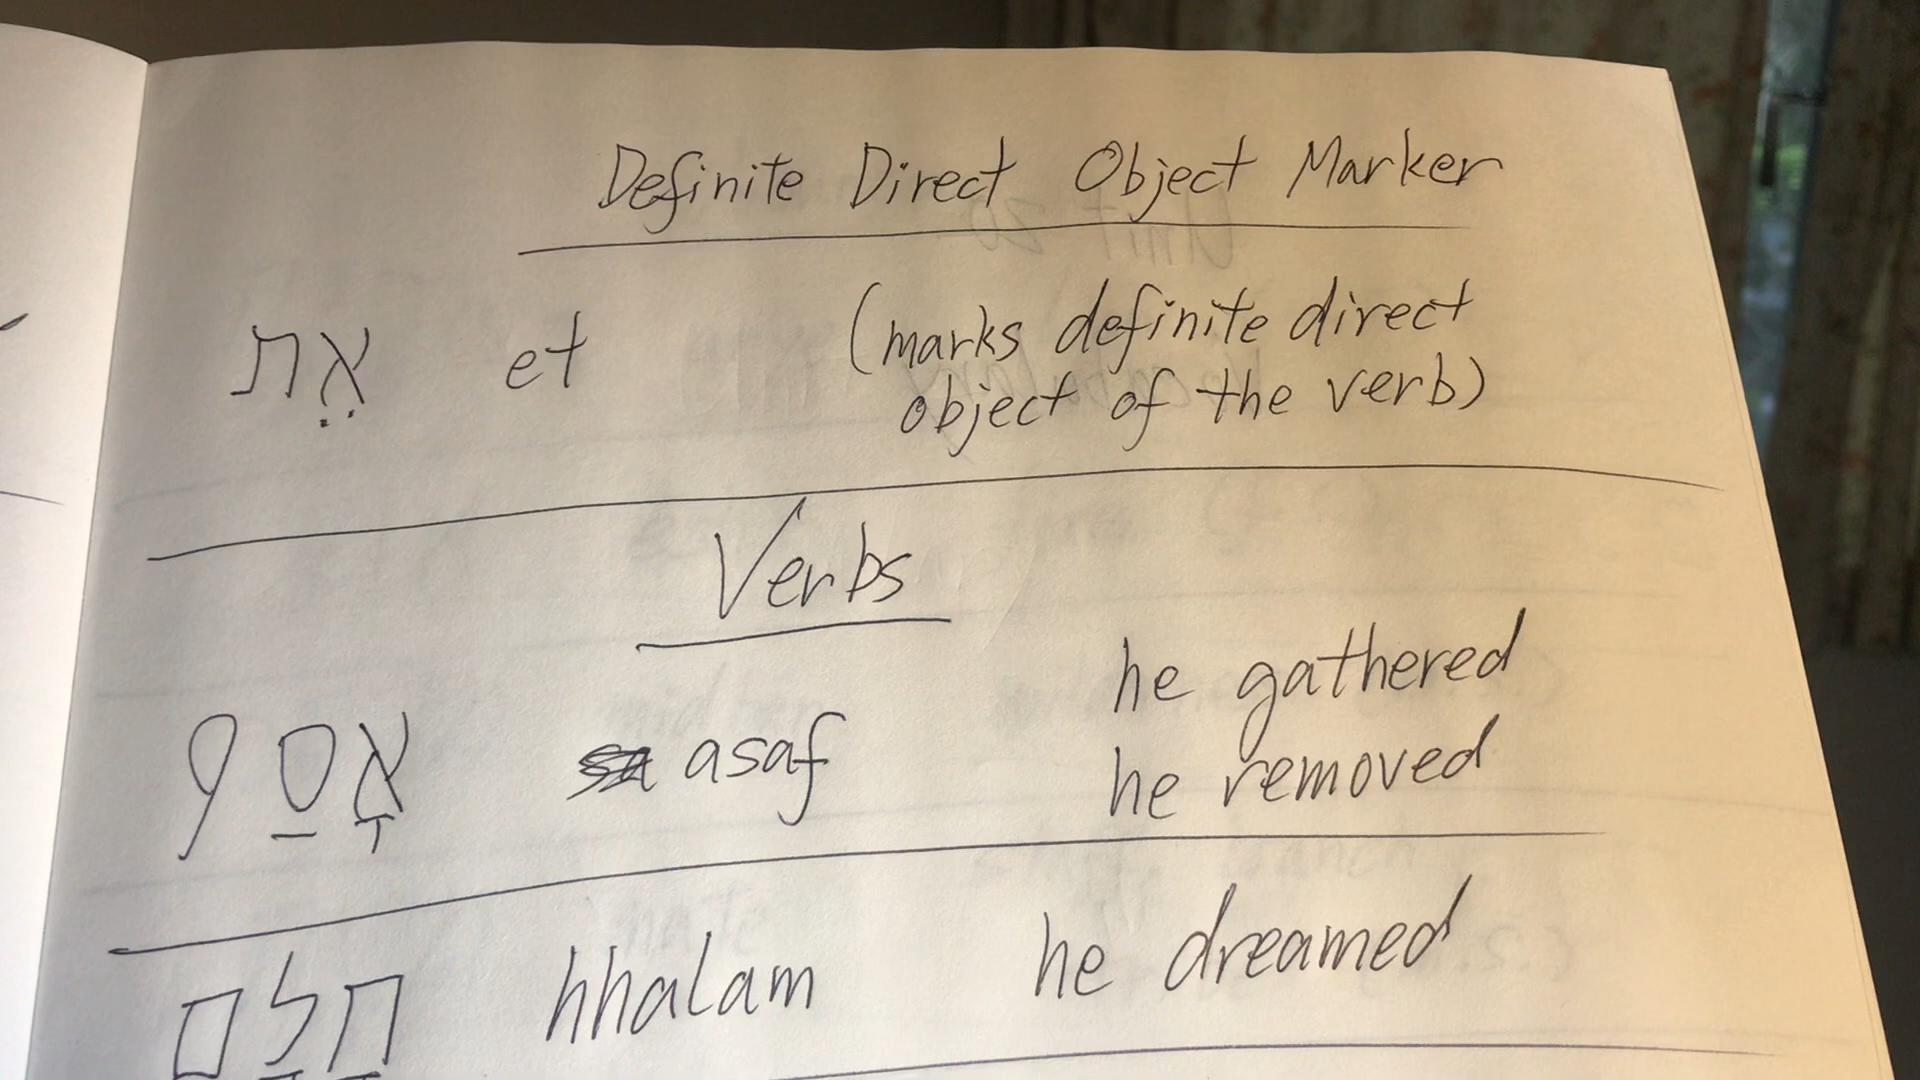 Definite Direct Object Marker
אֶת et (marks definite direct
object of the verb)
Verbs
אָסַף asaf he gathered
he removed
חָלַם hhalam he dreamed